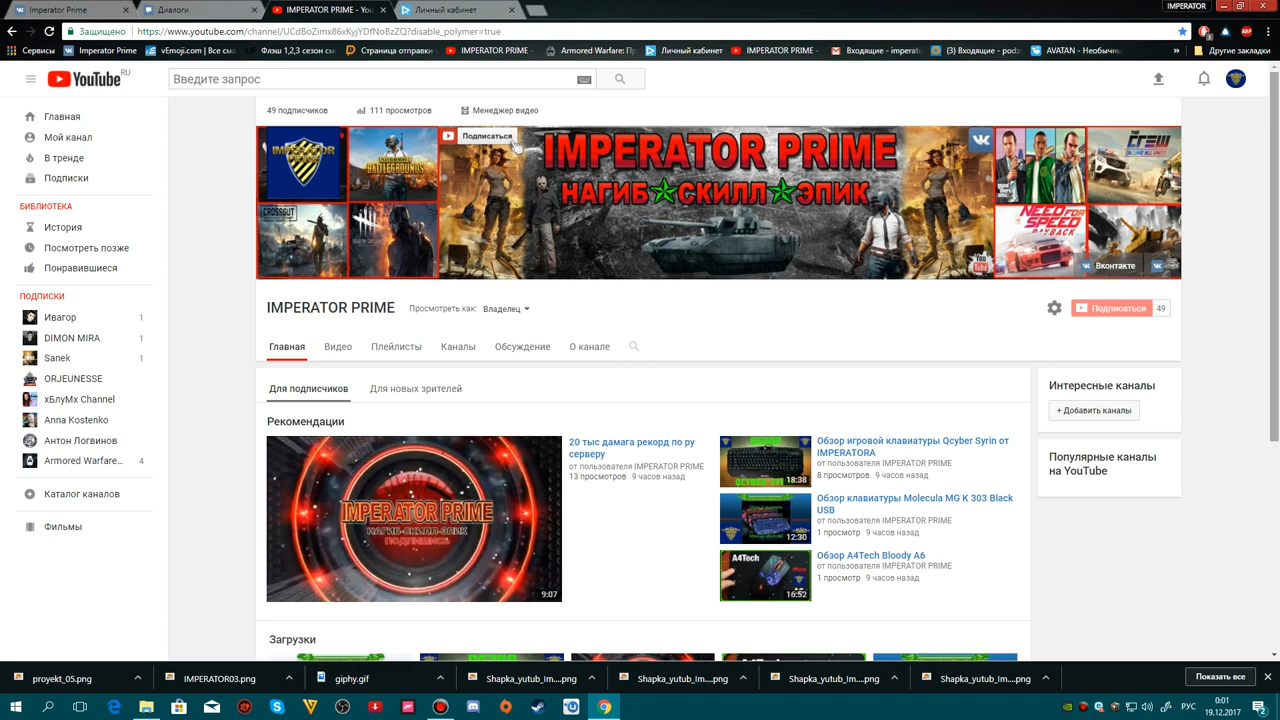 Imperator Prime
Диалоги
IMPERATOR PRIME - You
Личный кабинет
IMPERATOR
Защищено
https://www.youtube.com/channel/UCdBoZimx86xKyjYDfNoBzZQ?disable_polymer=true
Сервисы
Imperator Prime
vEmoji.com | Все см
Флэш 1,2,3 сезон см
Страница отправки
IMPERATOR PRIME -
Armored Warfare: Пр
Личный кабинет
IMPERATOR PRIME -
Входящие - imperato
(3) Входящие - podz
AVATAN - Необычн
Другие закладки
YouTube RU
Введите запрос
49 подписчиков
111 просмотров
Менеджер видео
Главная
Мой канал
В тренде
Подписки
БИБЛИОТЕКА
История
Посмотреть позже
Понравившиеся
ПОДПИСКИ
Ивагор 1
DIMON MIRA 1
Sanek 1
ORJEUNESSE
хБлуМх Channel
Anna Kostenko
Антон Логвинов
Armored Warfare... 4
Каталог каналов
Фильмы
Подписаться
IMPERATOR PRIME
НАГИБ СКИЛЛ ЭПИК
IMPERATOR
BATTLEGROUNDS
CROSSOUT
THE CREW
NEED FOR SPEED PAYBACK
You Tube
Вконтакте
IMPERATOR PRIME
Просмотреть как:
Владелец
Подписаться
49
Главная
Видео
Плейлисты
Каналы
Обсуждение
О канале
Для подписчиков
Для новых зрителей
Рекомендации
IMPERATOR PRIME
НАГИБ-СКИЛЛ-ЭПИК
ПОДПИШИСЬ
9:07
20 тыс дамага рекорд по ру
серверу
от пользователя IMPERATOR PRIME
13 просмотров 9 часов назад
QCYBER SYRIN
18:38
Обзор игровой клавиатуры Qcyber Syrin от
IMPERATORA
от пользователя IMPERATOR PRIME
8 просмотров 9 часов назад
12:30
Обзор клавиатуры Molecula MG K 303 Black
USB
от пользователя IMPERATOR PRIME
1 просмотр 9 часов назад
A4Tech
16:52
Обзор A4Tech Bloody A6
от пользователя IMPERATOR PRIME
1 просмотр 9 часов назад
Интересные каналы
+ Добавить каналы
Популярные каналы
на YouTube
Загрузки
proyekt_05.png
IMPERATOR03.png
giphy.gif
Shapka_yutub_Im....png
Shapka_yutub_Im....png
Shapka_yutub_Im....png
Shapka_yutub_Im....png
Показать все
РУС
0:01
19.12.2017